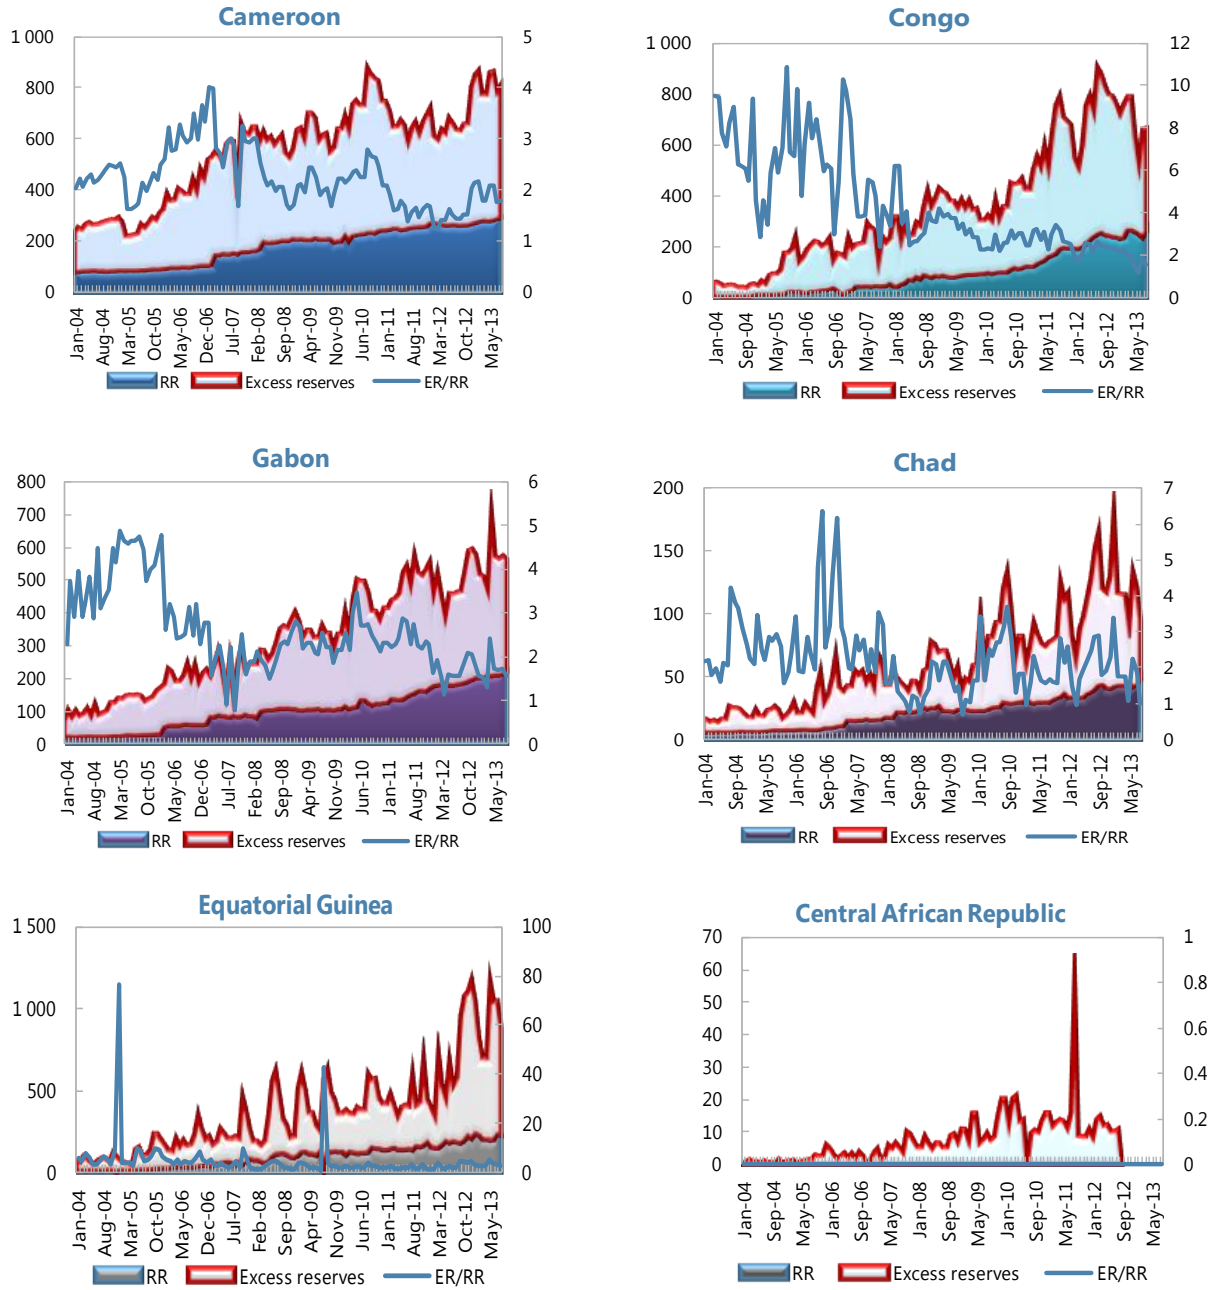 Cameroon
1 000
800
600
400
200
0
5
4
3
2
1
0
Jan-04
Aug-04
Mar-05
Oct-05
May-06
Dec-06
Jul-07
Feb-08
Sep-08
Apr-09
Nov-09
Jun-10
Jan-11
Aug-11
Mar-12
Oct-12
May-13
RR Excess reserves ER/RR
Congo
1 000
800
600
400
200
0
12
10
8
6
4
2
0
Jan-04
Sep-04
May-05
Jan-06
Sep-06
May-07
Jan-08
Sep-08
May-09
Jan-10
Sep-10
May-11
Jan-12
Sep-12
May-13
RR Excess reserves ER/RR
Gabon
800
700
600
500
400
300
200
100
0
6
5
4
3
2
1
0
Jan-04
Aug-04
Mar-05
Oct-05
May-06
Dec-06
Jul-07
Feb-08
Sep-08
Apr-09
Nov-09
Jun-10
Jan-11
Aug-11
Mar-12
Oct-12
May-13
RR Excess reserves ER/RR
Chad
200
150
100
50
0
7
6
5
4
3
2
1
0
Jan-04
Sep-04
May-05
Jan-06
Sep-06
May-07
Jan-08
Sep-08
May-09
Jan-10
Sep-10
May-11
Jan-12
Sep-12
May-13
RR Excess reserves ER/RR
Equatorial Guinea
1 500
1 000
500
0
100
80
60
40
20
0
Jan-04
Aug-04
Mar-05
Oct-05
May-06
Dec-06
Jul-07
Feb-08
Sep-08
Apr-09
Nov-09
Jun-10
Jan-11
Aug-11
Mar-12
Oct-12
May-13
RR Excess reserves ER/RR
Central African Republic
70
60
50
40
30
20
10
0
1
0.8
0.6
0.4
0.2
0
Jan-04
Sep-04
May-05
Jan-06
Sep-06
May-07
Jan-08
Sep-08
May-09
Jan-10
Sep-10
May-11
Jan-12
Sep-12
May-13
RR Excess reserves ER/RR